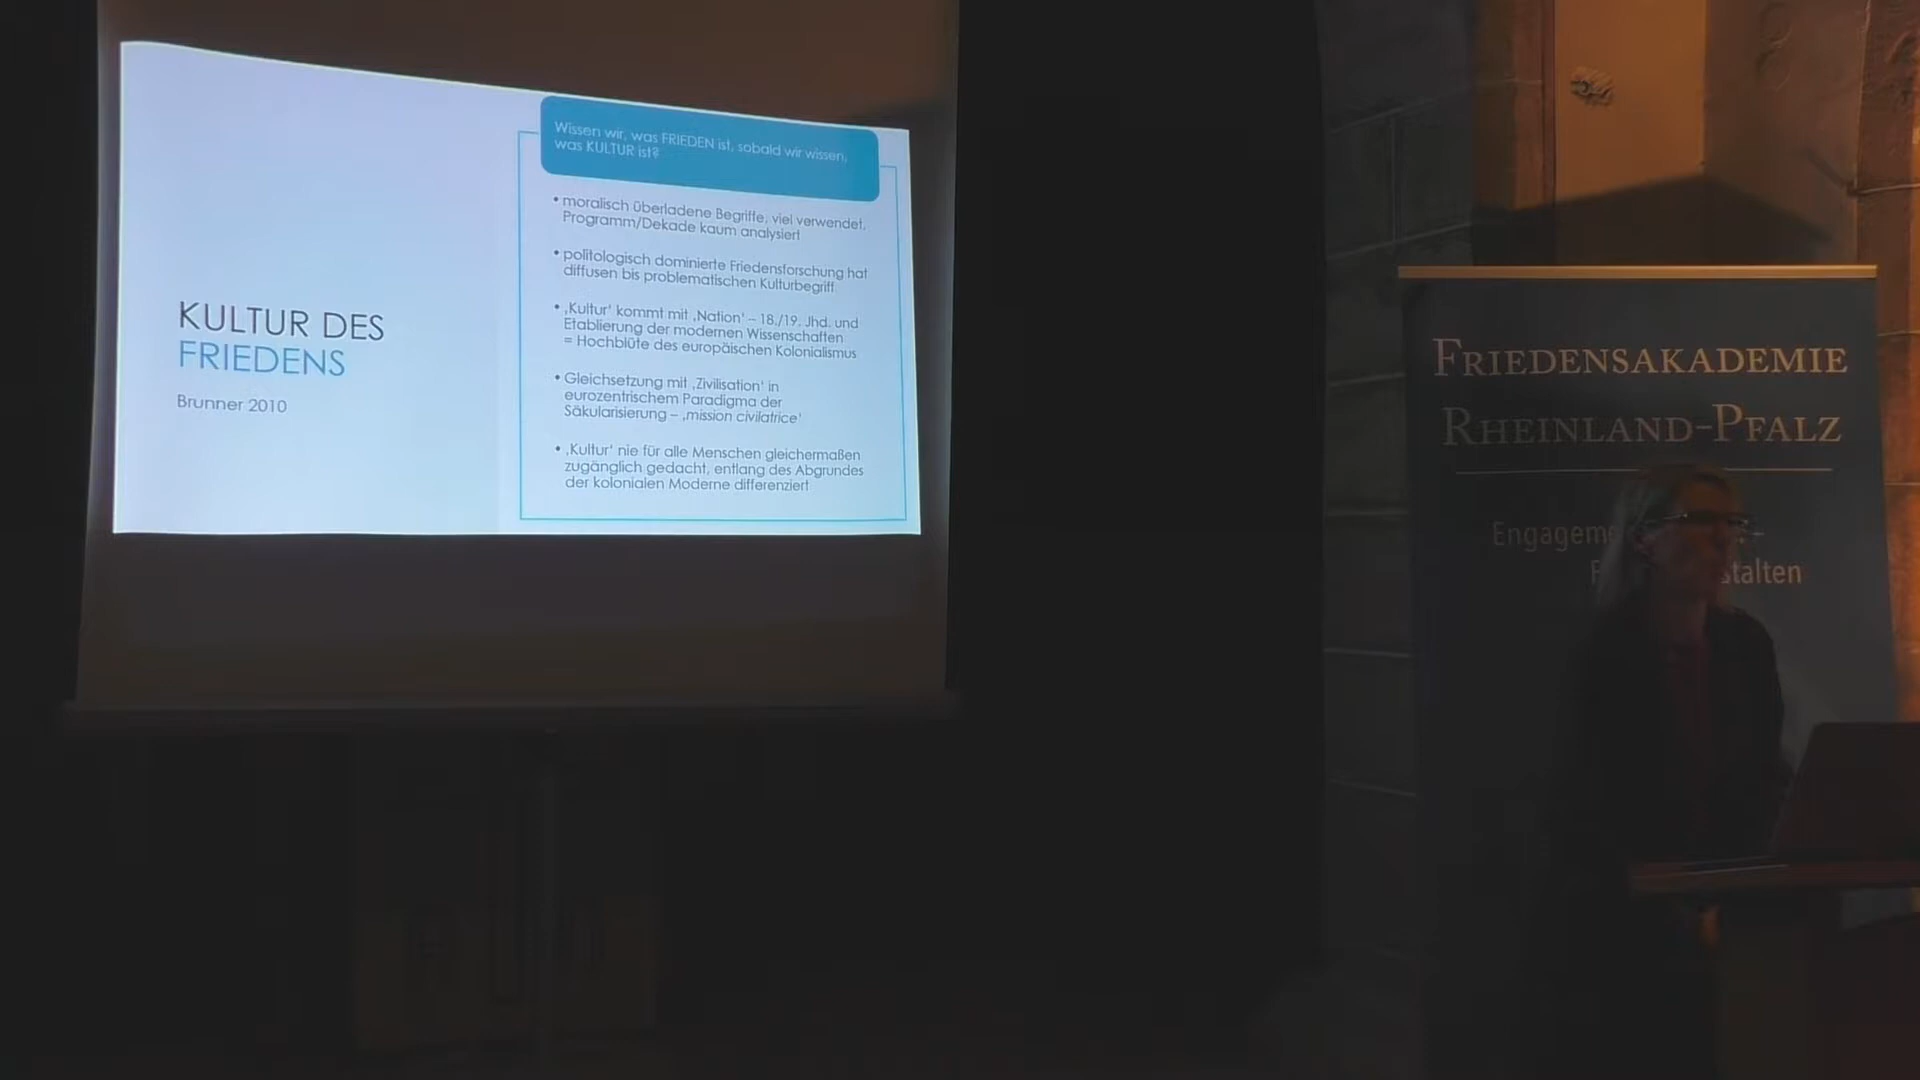 KULTUR DES
FRIEDENS
Brunner 2010
Wissen wir, was FRIEDEN ist, sobald wir wissen,
was KULTUR ist?
• moralisch überladene Begriffe, viel verwendet,
Programm/Dekade kaum analysiert
• politologisch dominierte Friedensforschung hat
diffusen bis problematischen Kulturbegriff
• ‚Kultur' kommt mit ‚Nation' – 18./19. Jhd. und
Etablierung der modernen Wissenschaften
= Hochblüte des europäischen Kolonialismus
• Gleichsetzung mit ‚Zivilisation' in
eurozentrischem Paradigma der
Säkularisierung – ‚mission civilatrice'
• ‚Kultur' nie für alle Menschen gleichermaßen
zugänglich gedacht, entlang des Abgrundes
der kolonialen Moderne differenziert
FRIEDENSAKADEMIE
RHEINLAND-PFALZ